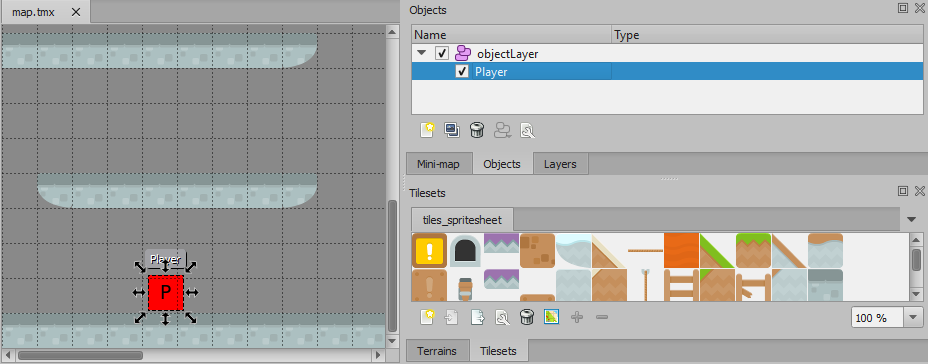 map.tmx
Player
P
Objects
Name Type
objectLayer
Player
Mini-map Objects Layers
Tilesets
tiles_spritesheet
100 %
Terrains Tilesets